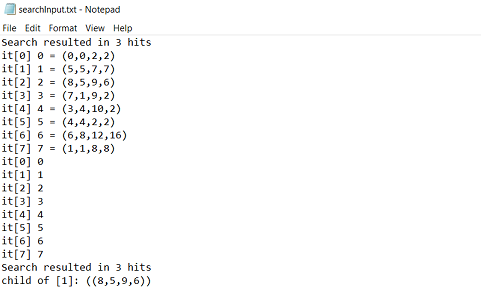 searchInput.txt - Notepad
File Edit Format View Help
Search resulted in 3 hits
it[0] 0 = (0,0,2,2)
it[1] 1 = (5,5,7,7)
it[2] 2 = (8,5,9,6)
it[3] 3 = (7,1,9,2)
it[4] 4 = (3,4,10,2)
it[5] 5 = (4,4,2,2)
it[6] 6 = (6,8,12,16)
it[7] 7 = (1,1,8,8)
it[0] 0
it[1] 1
it[2] 2
it[3] 3
it[4] 4
it[5] 5
it[6] 6
it[7] 7
Search resulted in 3 hits
child of [1]: ((8,5,9,6))